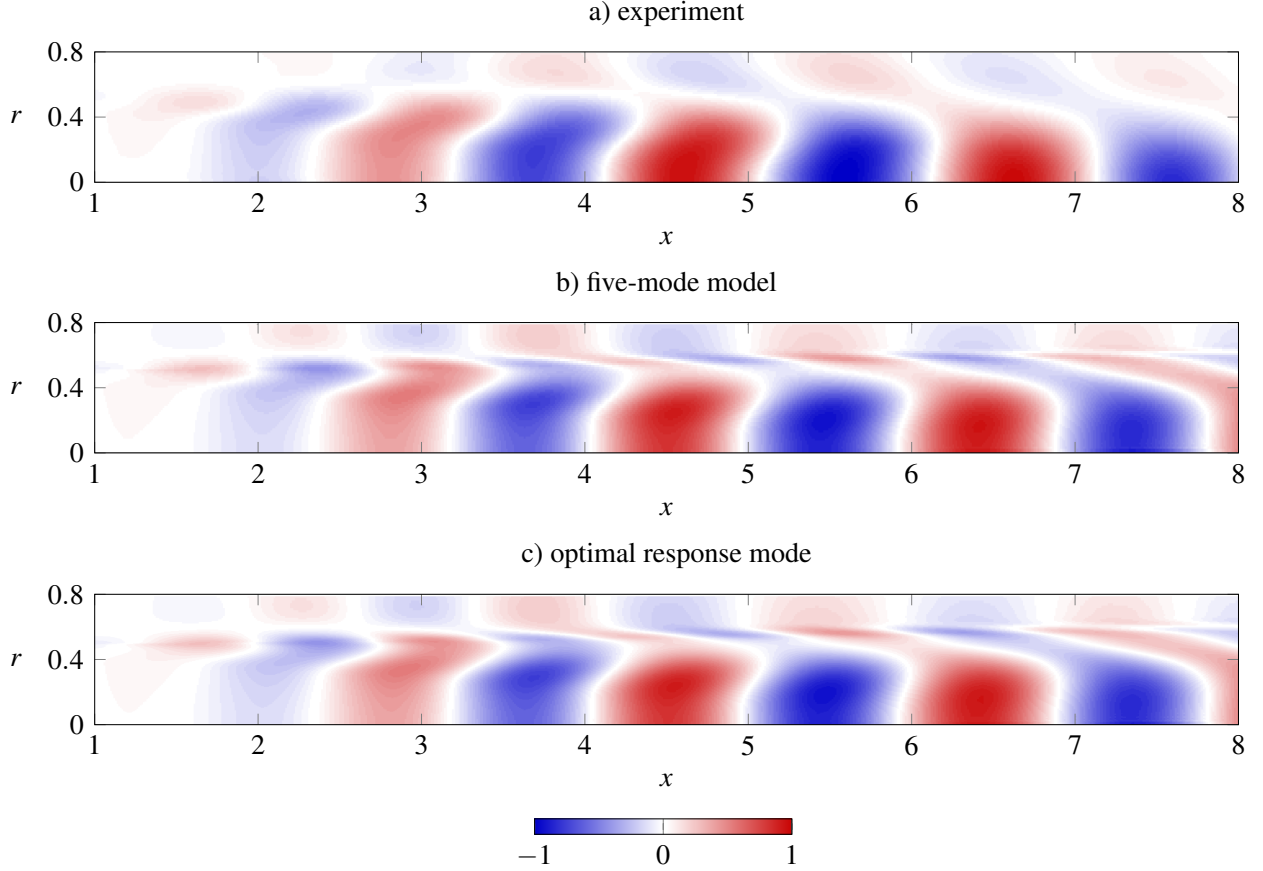 a) experiment
0.8
r 0.4
0
1 2 3 4 5 6 7 8
x
b) five-mode model
0.8
r 0.4
0
1 2 3 4 5 6 7 8
x
c) optimal response mode
0.8
r 0.4
0
1 2 3 4 5 6 7 8
x
−1 0 1